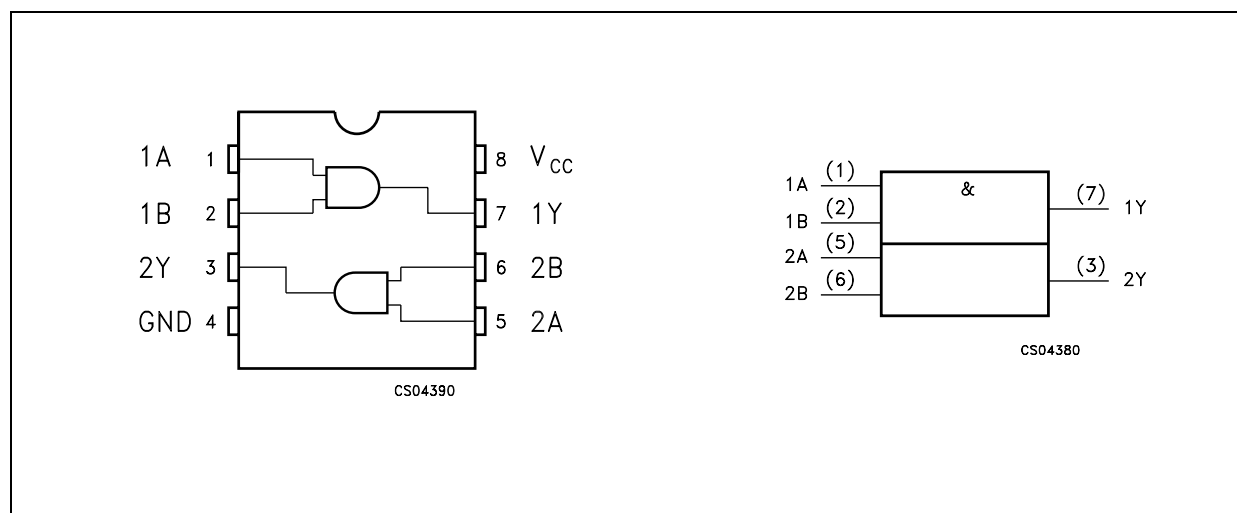 1A 1 8 VCC
1B 2 7 1Y
2Y 3 6 2B
GND 4 5 2A
CS04390
&
1A (1) (7) 1Y
1B (2)
2A (5)
2B (6) (3) 2Y
CS04380